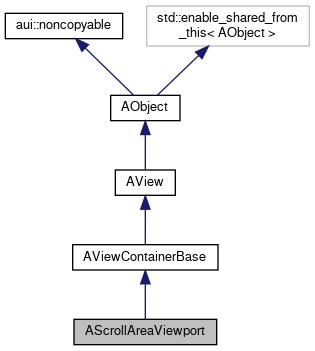 aui::noncopyable
std::enable_shared_from
_this< AObject >
AObject
AView
AViewContainerBase
AScrollAreaViewport